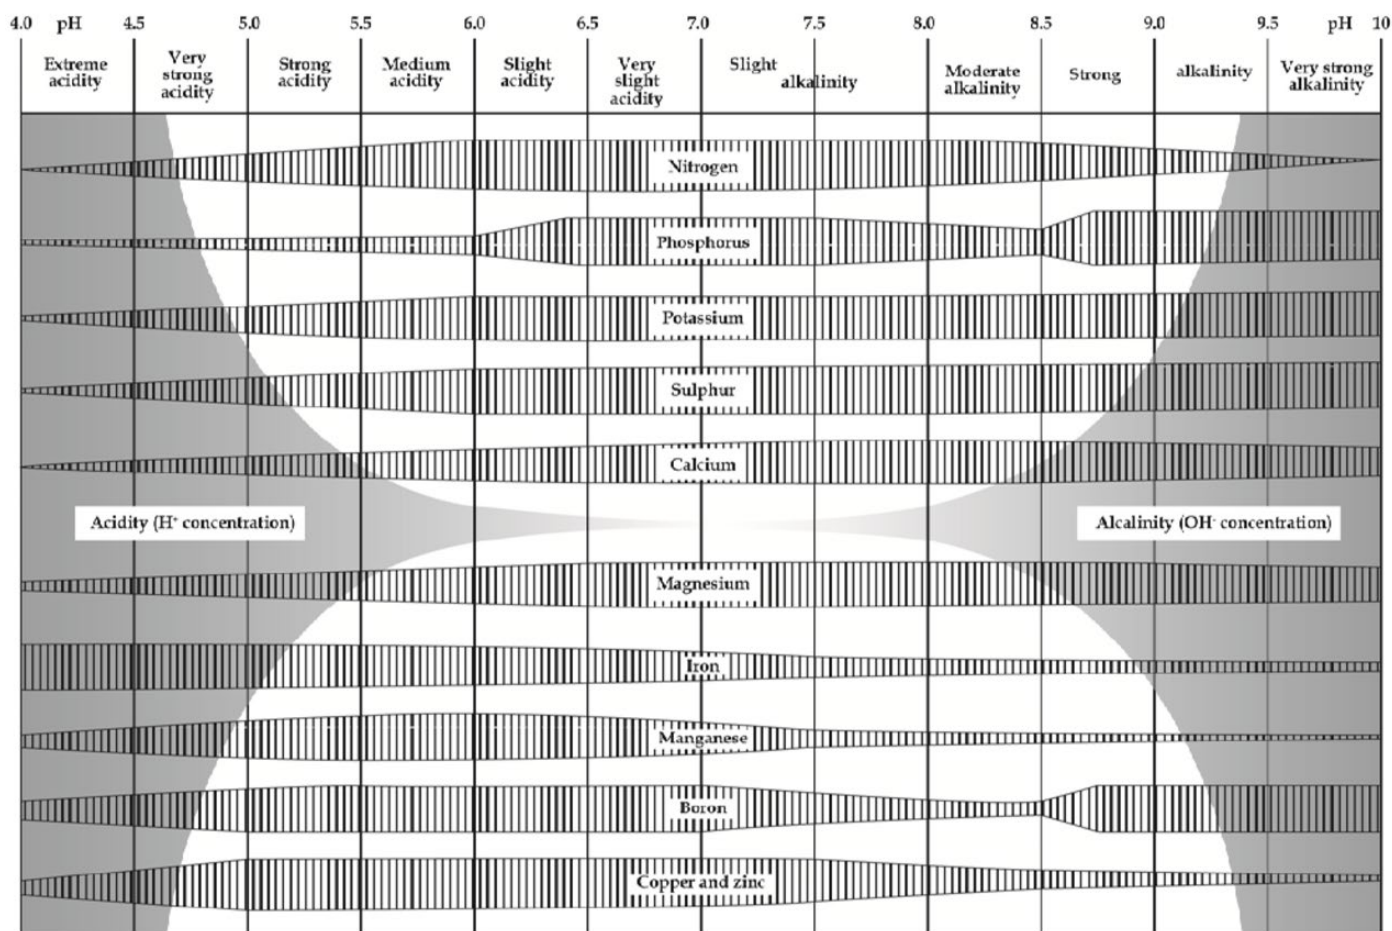 4.0 pH 4.5 5.0 5.5 6.0 6.5 7.0 7.5 8.0 8.5 9.0 9.5 pH 10
Extreme
acidity
Very
strong
acidity
Strong
acidity
Medium
acidity
Slight
acidity
Very
slight
acidity
Slight
alkalinity
Moderate
alkalinity
Strong
alkalinity
Very strong
alkalinity
Nitrogen
Phosphorus
Potassium
Sulphur
Calcium
Acidity (H⁺ concentration)
Alcalinity (OH⁻ concentration)
Magnesium
Iron
Manganese
Boron
Copper and zinc